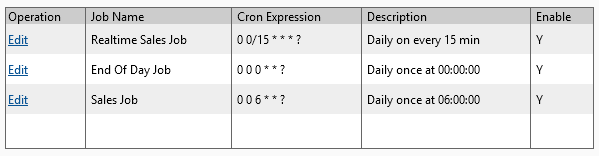 Operation Job Name Cron Expression Description Enable
Edit Realtime Sales Job 0 0/15 * * * ? Daily on every 15 min Y
Edit End Of Day Job 0 0 0 * * ? Daily once at 00:00:00 Y
Edit Sales Job 0 0 6 * * ? Daily once at 06:00:00 Y